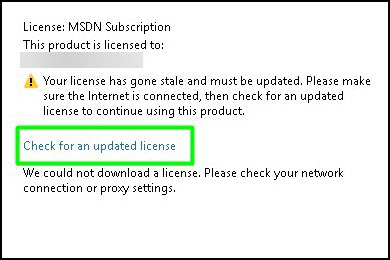 License: MSDN Subscription
This product is licensed to:
Your license has gone stale and must be updated. Please make
sure the Internet is connected, then check for an updated
license to continue using this product.
Check for an updated license
We could not download a license. Please check your network
connection or proxy settings.